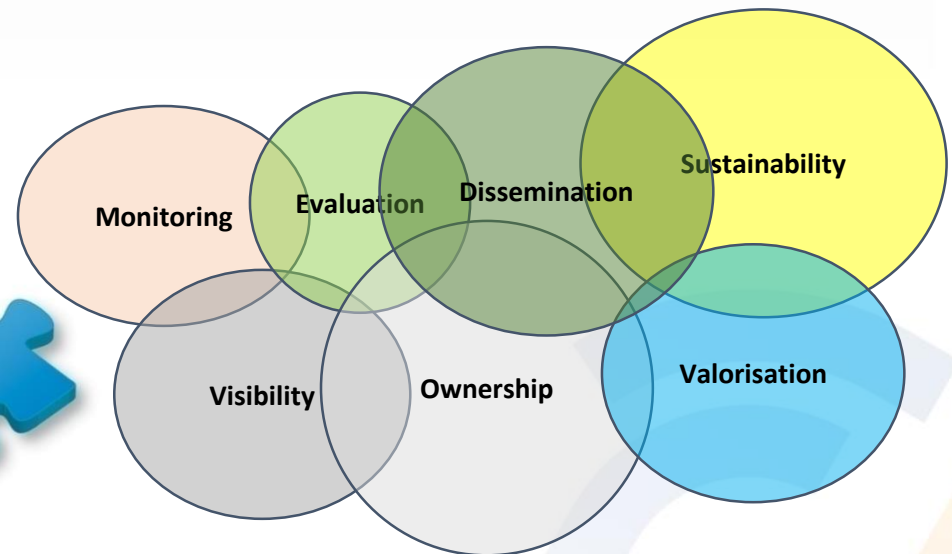 Monitoring
Evaluation
Dissemination
Sustainability
Visibility
Ownership
Valorisation